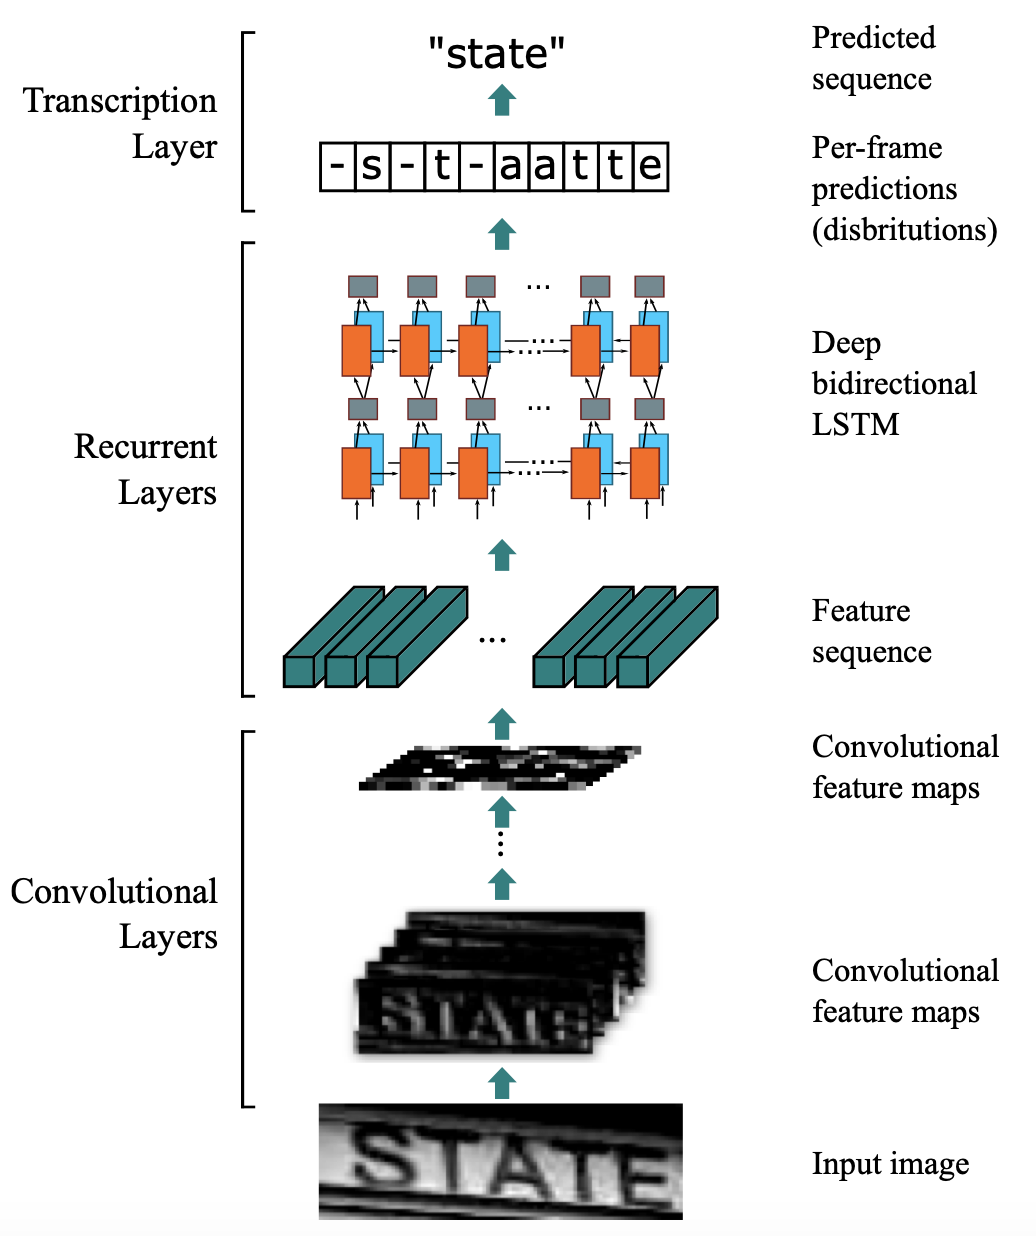 "state"
Predicted
sequence
Transcription
Layer
-s-t-aatte
Per-frame
predictions
(disbritutions)
...
Deep
bidirectional
LSTM
...
...
...
Recurrent
Layers
...
...
...
Feature
sequence
...
Convolutional
feature maps
Convolutional
Layers
...
STATE
Convolutional
feature maps
STATE
Input image